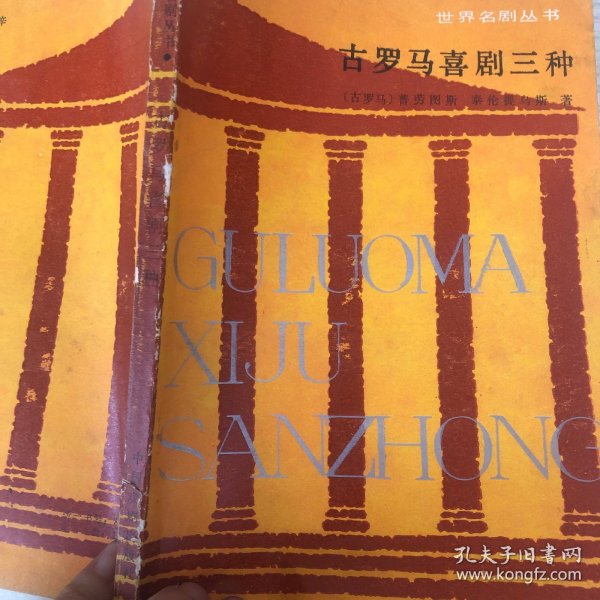 世界名剧丛书
古罗马喜剧三种
〔古罗马〕普劳图斯 泰伦提乌斯 著
GULUOMA
XIJU
SANZHONG
中
孔夫子旧书网
www.kongfz.com